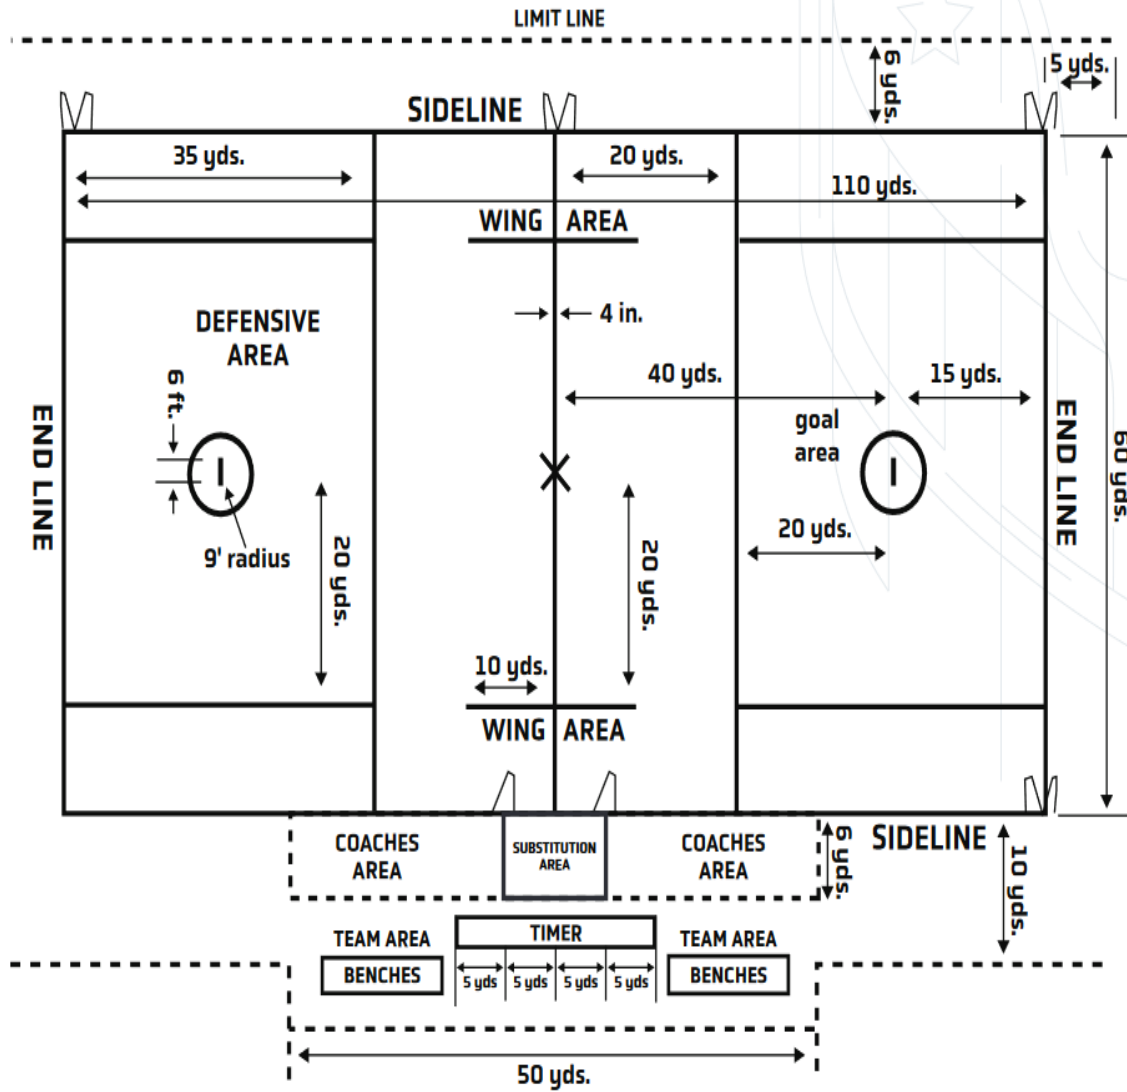 LIMIT LINE
6 yds.
5 yds.
SIDELINE
35 yds.
20 yds.
110 yds.
WING AREA
4 in.
DEFENSIVE
AREA
40 yds.
15 yds.
6 ft.
goal
area
END LINE
END LINE
60 yds.
9' radius
20 yds.
20 yds.
20 yds.
10 yds.
WING AREA
COACHES
AREA
SUBSTITUTION
AREA
COACHES
AREA
6 yds.
SIDELINE
10 yds.
TEAM AREA
TIMER
TEAM AREA
BENCHES
5 yds
5 yds
5 yds
5 yds
BENCHES
50 yds.